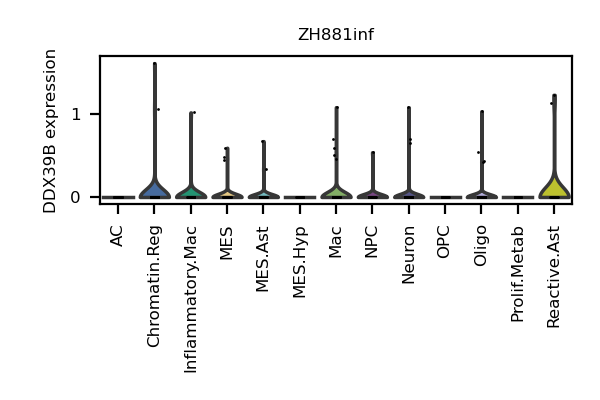 ZH881inf
DDX39B expression
1
0
AC
Chromatin.Reg
Inflammatory.Mac
MES
MES.Ast
MES.Hyp
Mac
NPC
Neuron
OPC
Oligo
Prolif.Metab
Reactive.Ast